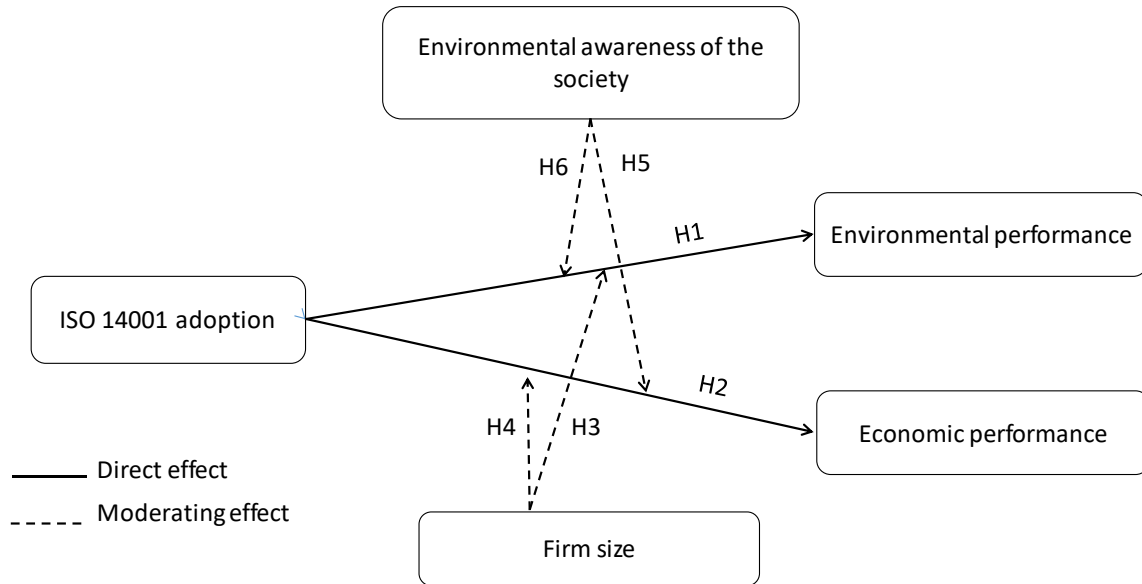 Environmental awareness of the
society
H6
H5
H1
Environmental performance
ISO 14001 adoption
H2
H4
H3
Economic performance
Direct effect
Moderating effect
Firm size